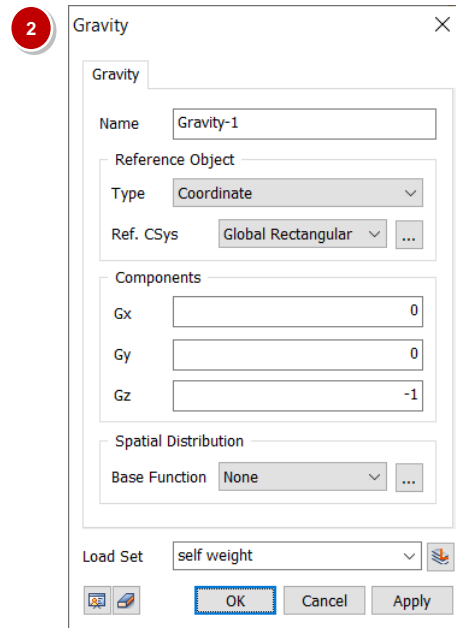 2
Gravity
Gravity
Name Gravity-1
Reference Object
Type Coordinate
Ref. CSys Global Rectangular ...
Components
Gx 0
Gy 0
Gz -1
Spatial Distribution
Base Function None ...
Load Set self weight
OK Cancel Apply